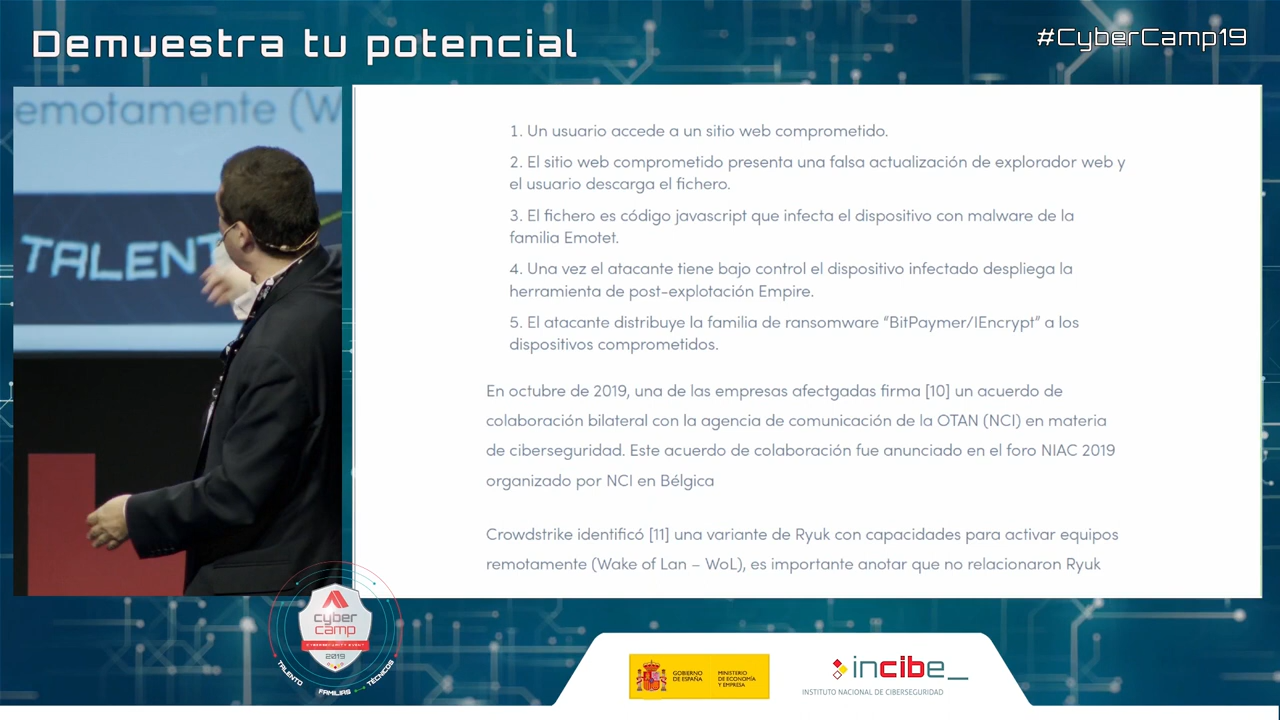 Demuestra tu potencial
#CyberCamp19
emotamente (W
TALENT
1. Un usuario accede a un sitio web comprometido.
2. El sitio web comprometido presenta una falsa actualización de explorador web y
el usuario descarga el fichero.
3. El fichero es código javascript que infecta el dispositivo con malware de la
familia Emotet.
4. Una vez el atacante tiene bajo control el dispositivo infectado despliega la
herramienta de post-explotación Empire.
5. El atacante distribuye la familia de ransomware “BitPaymer/IEncrypt” a los
dispositivos comprometidos.
En octubre de 2019, una de las empresas afectgadas firma [10] un acuerdo de
colaboración bilateral con la agencia de comunicación de la OTAN (NCI) en materia
de ciberseguridad. Este acuerdo de colaboración fue anunciado en el foro NIAC 2019
organizado por NCI en Bélgica
Crowdstrike identificó [11] una variante de Ryuk con capacidades para activar equipos
remotamente (Wake of Lan – WoL), es importante anotar que no relacionaron Ryuk
cyber
camp
2019
TALENTO
FAMILIAS
TÉCNICOS
GOBIERNO
DE ESPAÑA
MINISTERIO
DE ECONOMÍA
Y EMPRESA
incibe_
INSTITUTO NACIONAL DE CIBERSEGURIDAD